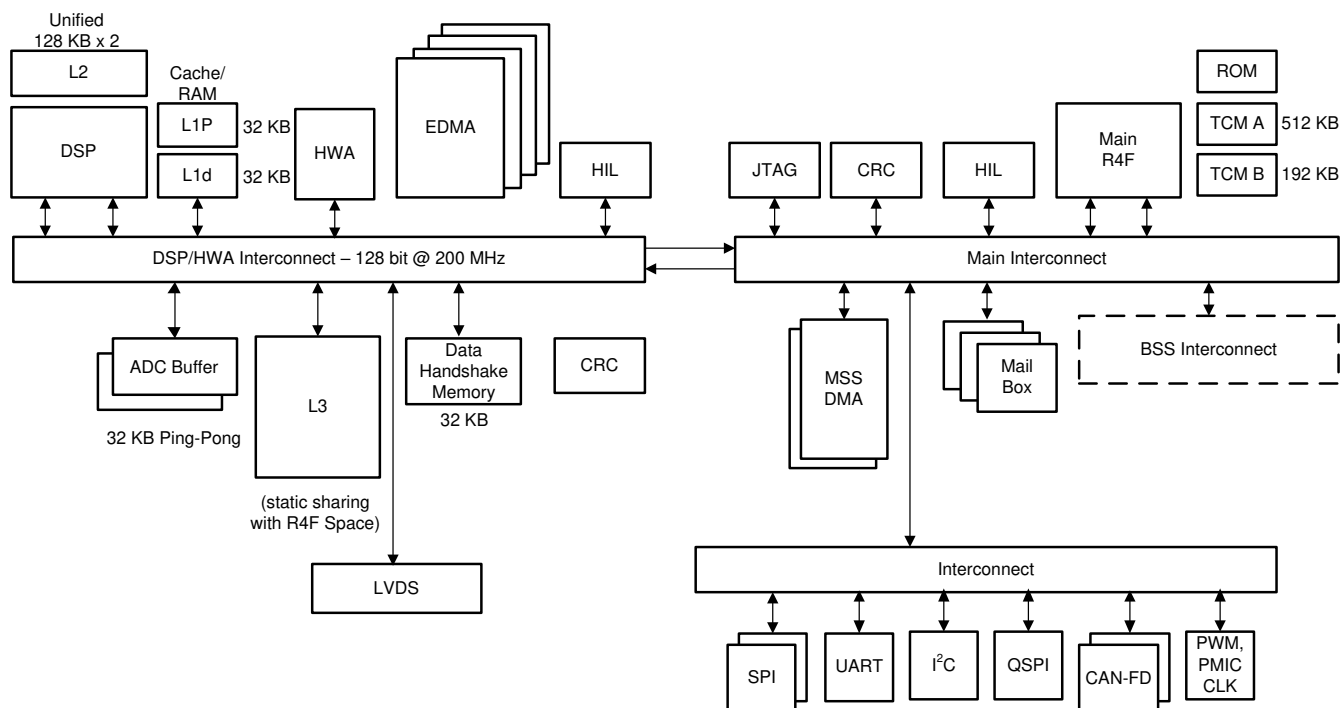 Unified
128 KB x 2
L2
Cache/
RAM
DSP
L1P
32 KB
L1d
32 KB
HWA
EDMA
HIL
JTAG
CRC
HIL
Main
R4F
ROM
TCM A
512 KB
TCM B
192 KB
DSP/HWA Interconnect – 128 bit @ 200 MHz
Main Interconnect
ADC Buffer
32 KB Ping-Pong
L3
(static sharing
with R4F Space)
Data
Handshake
Memory
32 KB
CRC
LVDS
MSS
DMA
Mail
Box
BSS Interconnect
Interconnect
SPI
UART
I²C
QSPI
CAN-FD
PWM,
PMIC
CLK